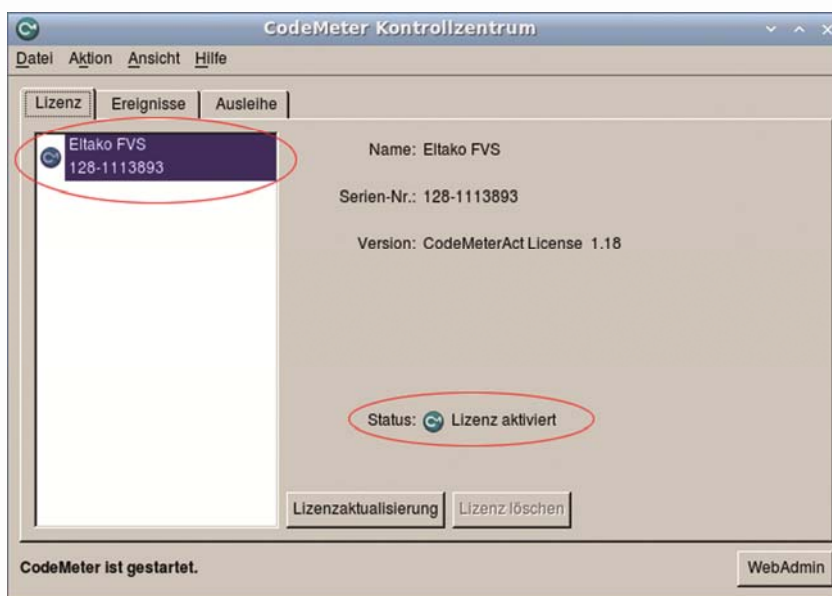 CodeMeter Kontrollzentrum
Datei Aktion Ansicht Hilfe
Lizenz Ereignisse Ausleihe
Eltako FVS
128-1113893
Name: Eltako FVS
Serien-Nr.: 128-1113893
Version: CodeMeterAct License 1.18
Status: Lizenz aktiviert
Lizenzaktualisierung Lizenz löschen
CodeMeter ist gestartet.
WebAdmin